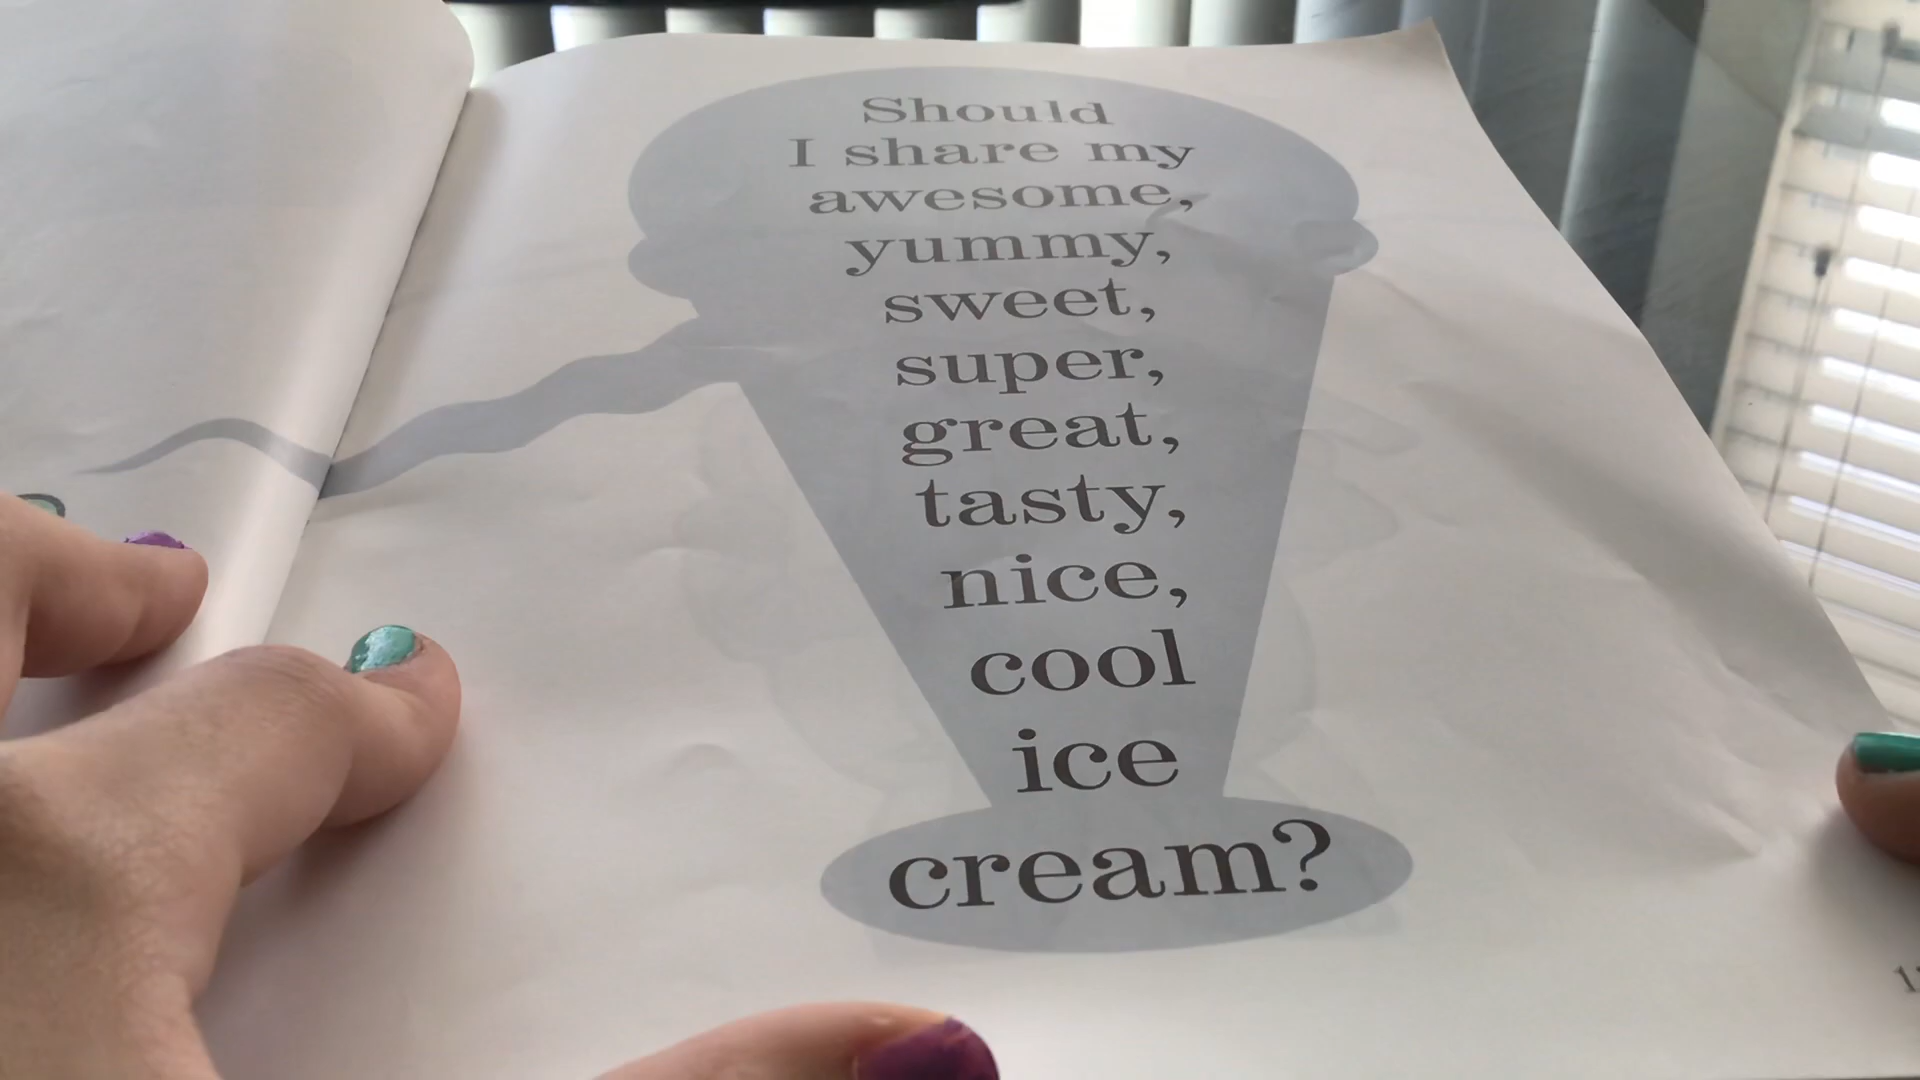 Should
I share my
awesome,
yummy,
sweet,
super,
great,
tasty,
nice,
cool
ice
cream?